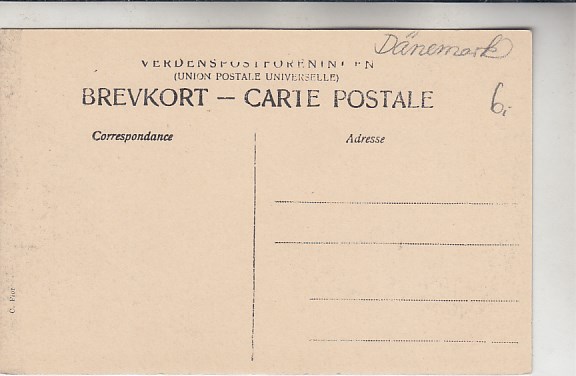 Dänemark
VERDENSPOSTFORENINGEN
(UNION POSTALE UNIVERSELLE)
BREVKORT — CARTE POSTALE
6.-
Correspondance
Adresse